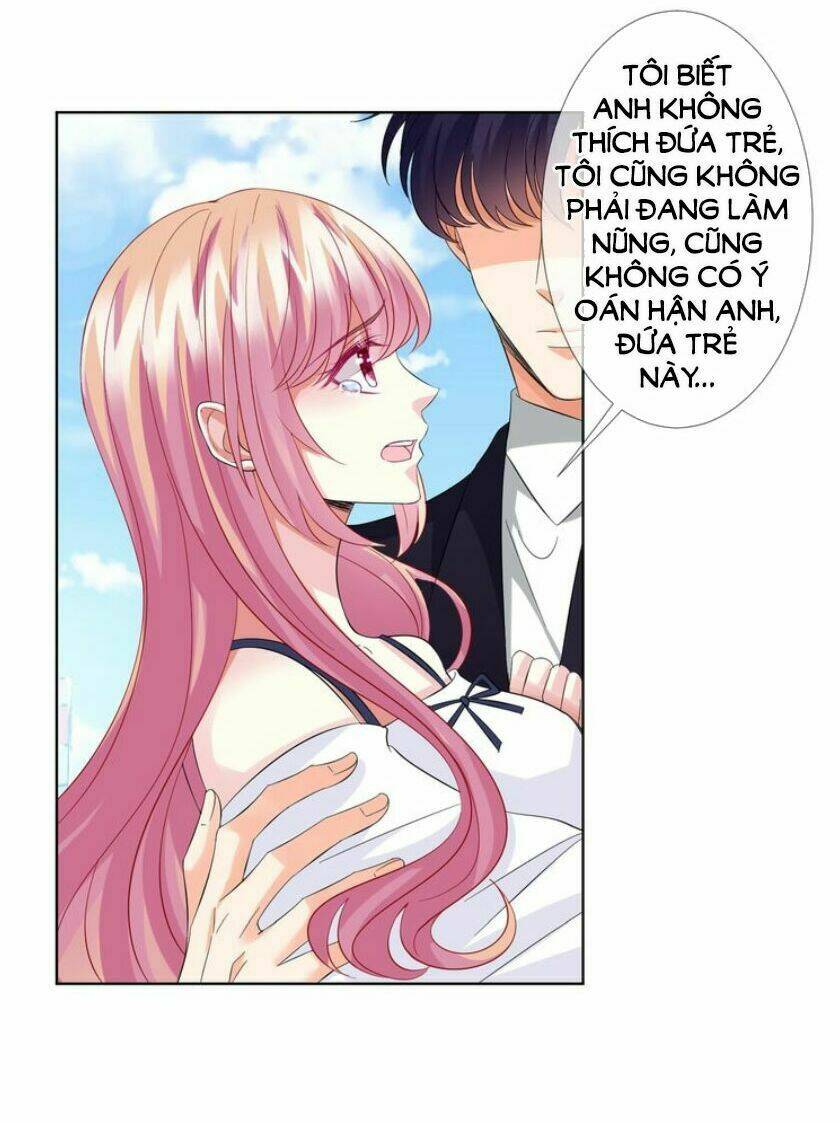 TÔI BIẾT
ANH KHÔNG
THÍCH ĐỨA TRẺ,
TÔI CŨNG KHÔNG
PHẢI ĐANG LÀM
NŨNG, CŨNG
KHÔNG CÓ Ý
OÁN HẬN ANH,
ĐỨA TRẺ
NÀY...